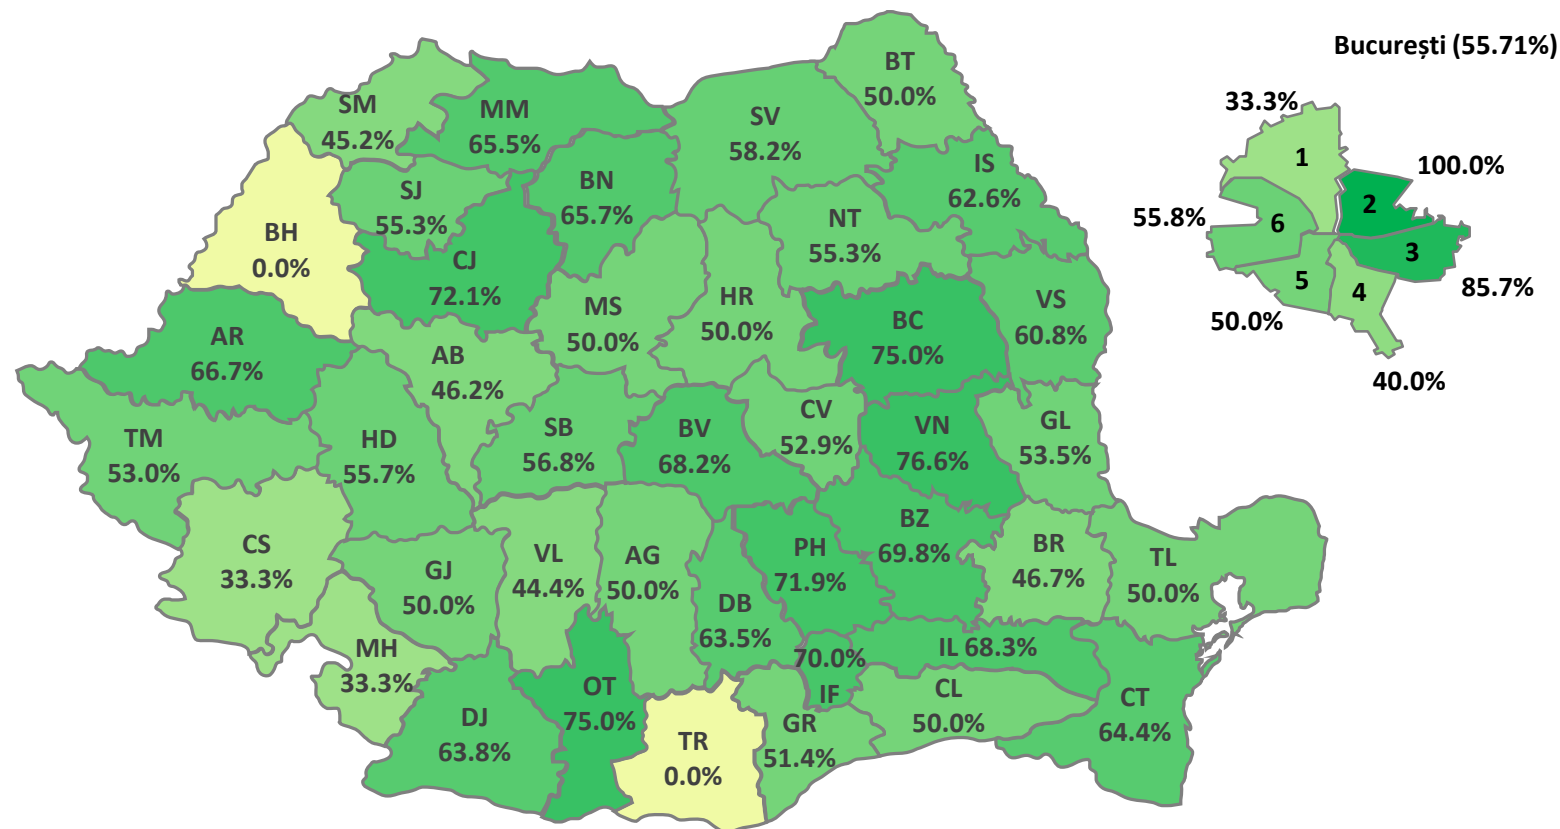 București (55.71%)
33.3%
1
100.0%
2
55.8%
6
3
85.7%
5
4
50.0%
40.0%
BT
50.0%
SM
45.2%
MM
65.5%
SV
58.2%
IS
62.6%
SJ
55.3%
BN
65.7%
NT
55.3%
BH
0.0%
CJ
72.1%
MS
50.0%
HR
50.0%
BC
75.0%
VS
60.8%
AR
66.7%
AB
46.2%
TM
53.0%
HD
55.7%
SB
56.8%
BV
68.2%
CV
52.9%
VN
76.6%
GL
53.5%
CS
33.3%
GJ
50.0%
VL
44.4%
AG
50.0%
DB
63.5%
PH
71.9%
BZ
69.8%
BR
46.7%
TL
50.0%
MH
33.3%
DJ
63.8%
OT
75.0%
TR
0.0%
GR
51.4%
70.0%
IF
IL 68.3%
CL
50.0%
CT
64.4%